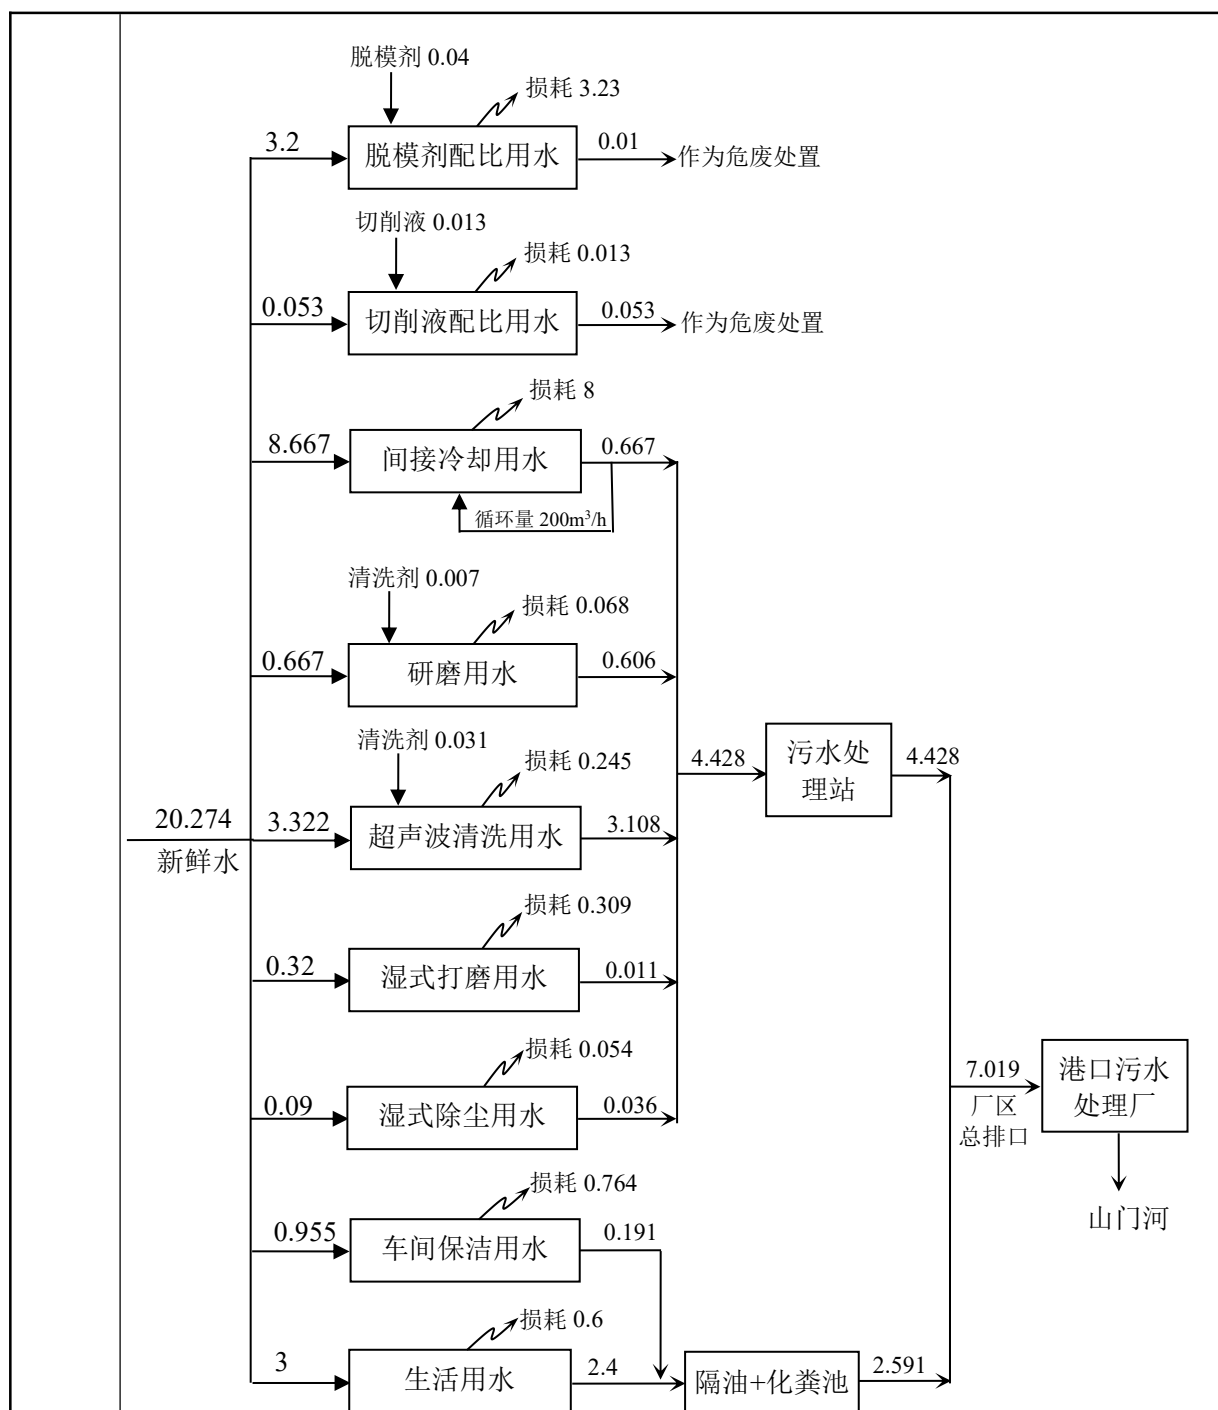 脱模剂 0.04
损耗 3.23
3.2
脱模剂配比用水
0.01
作为危废处置
切削液 0.013
损耗 0.013
0.053
切削液配比用水
0.053
作为危废处置
损耗 8
8.667
间接冷却用水
0.667
循环量 200m³/h
清洗剂 0.007
损耗 0.068
0.667
研磨用水
0.606
清洗剂 0.031
损耗 0.245
20.274
新鲜水
3.322
超声波清洗用水
3.108
4.428
污水处
理站
4.428
损耗 0.309
0.32
湿式打磨用水
0.011
损耗 0.054
0.09
湿式除尘用水
0.036
7.019
厂区
总排口
港口污水
处理厂
山门河
损耗 0.764
0.955
车间保洁用水
0.191
损耗 0.6
3
生活用水
2.4
隔油+化粪池
2.591